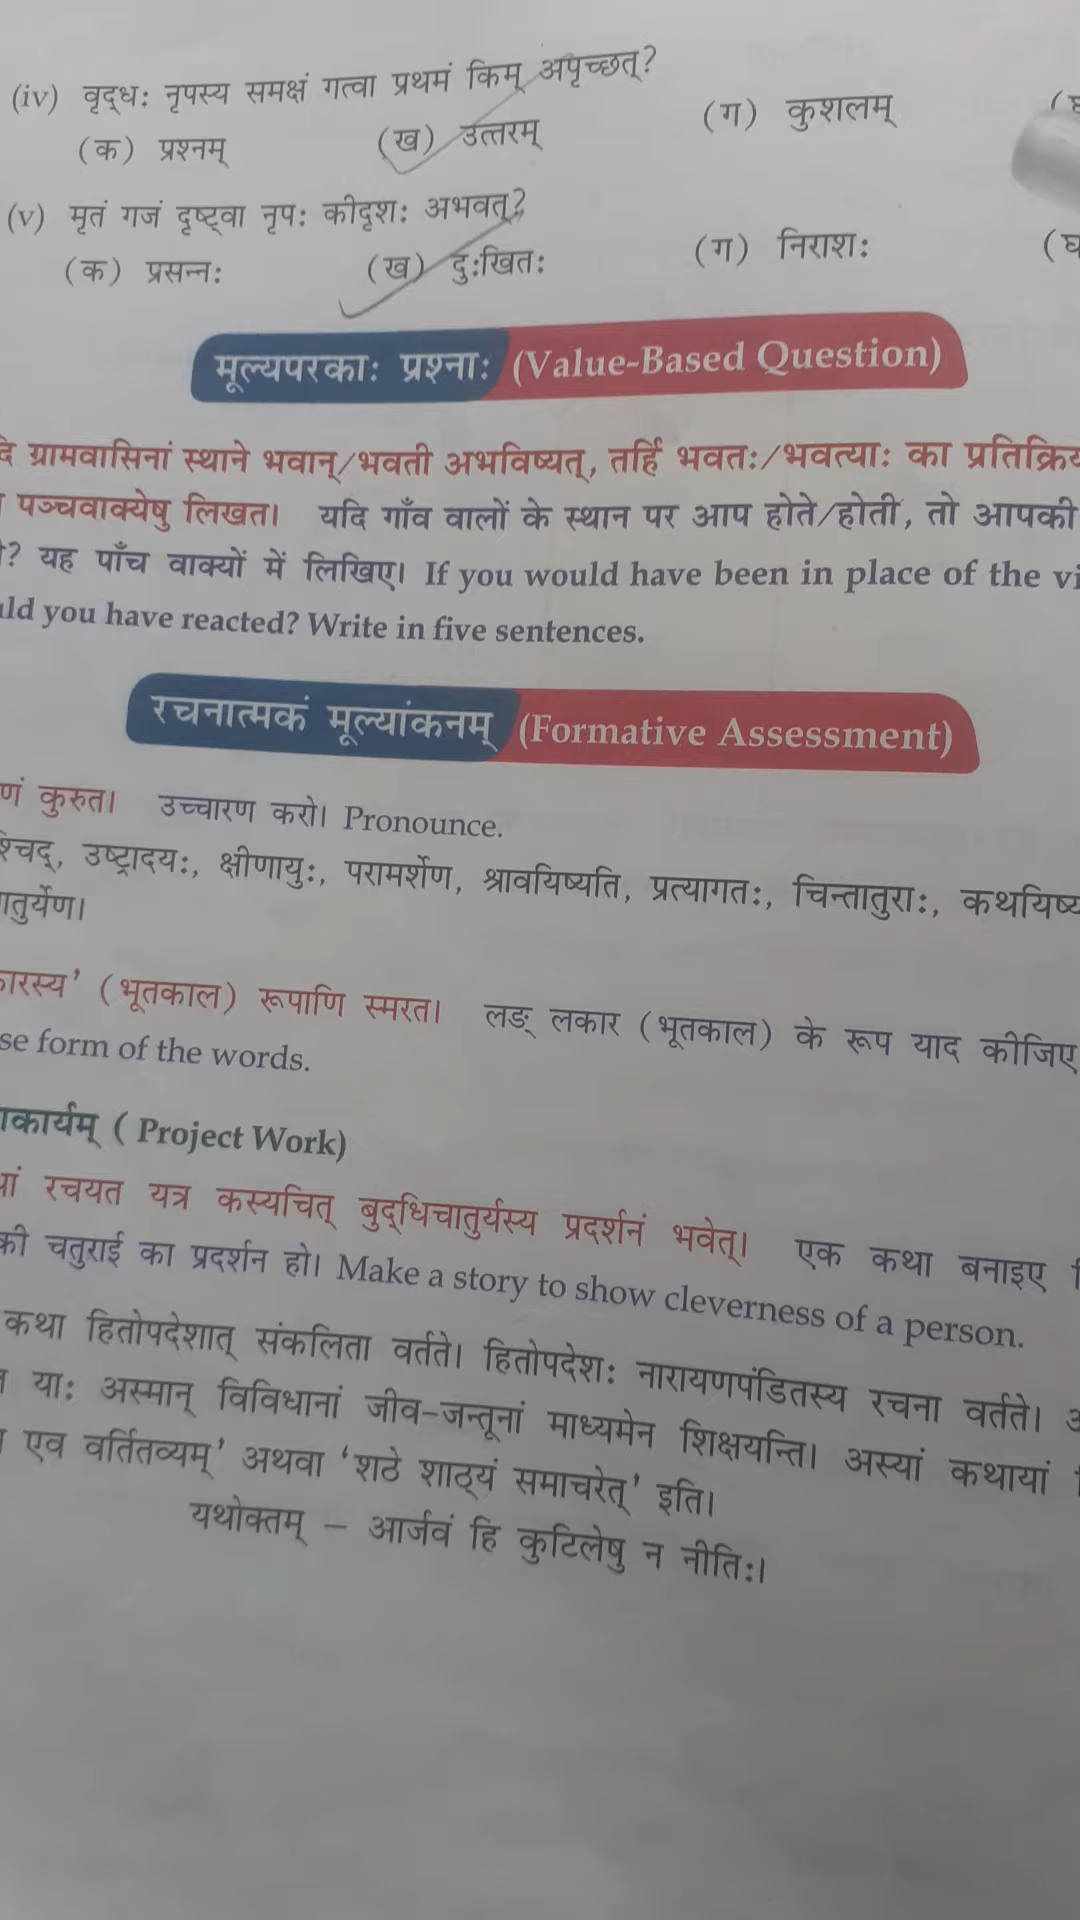 (iv) वृद्धः नृपस्य समक्षं गत्वा प्रथमं किम् अपृच्छत्?
(क) प्रश्नम् (ख) उत्तरम् (ग) कुशलम्
(v) मृतं गजं दृष्ट्वा नृपः कीदृशः अभवत्?
(क) प्रसन्नः (ख) दुःखितः (ग) निराशः (घ
मूल्यपरकाः प्रश्नाः (Value-Based Question)
ग्रामवासिनां स्थाने भवान्/भवती अभविष्यत्, तर्हि भवतः/भवत्याः का प्रतिक्रिय
पञ्चवाक्येषु लिखत। यदि गाँव वालों के स्थान पर आप होते/होती, तो आपकी
? यह पाँच वाक्यों में लिखिए। If you would have been in place of the vi
uld you have reacted? Write in five sentences.
रचनात्मकं मूल्यांकनम् (Formative Assessment)
णं कुरुत। उच्चारण करो। Pronounce.
श्चिद्, उष्ट्रादयः, क्षीणायुः, परामर्शेण, श्रावयिष्यति, प्रत्यागतः, चिन्तातुराः, कथयिष्य
ातुर्येण।
कारस्य’ (भूतकाल) रूपाणि स्मरत। लङ् लकार (भूतकाल) के रूप याद कीजिए
se form of the words.
कार्यम् ( Project Work)
थां रचयत यत्र कस्यचित् बुद्धिचातुर्यस्य प्रदर्शनं भवेत्। एक कथा बनाइए
की चतुराई का प्रदर्शन हो। Make a story to show cleverness of a person.
कथा हितोपदेशात् संकलिता वर्तते। हितोपदेशः नारायणपंडितस्य रचना वर्तते।
याः अस्मान् विविधानां जीव-जन्तूनां माध्यमेन शिक्षयन्ति। अस्यां कथायां
एव वर्तितव्यम्’ अथवा ‘शठे शाठ्यं समाचरेत्’ इति।
यथोक्तम् – आर्जवं हि कुटिलेषु न नीतिः।